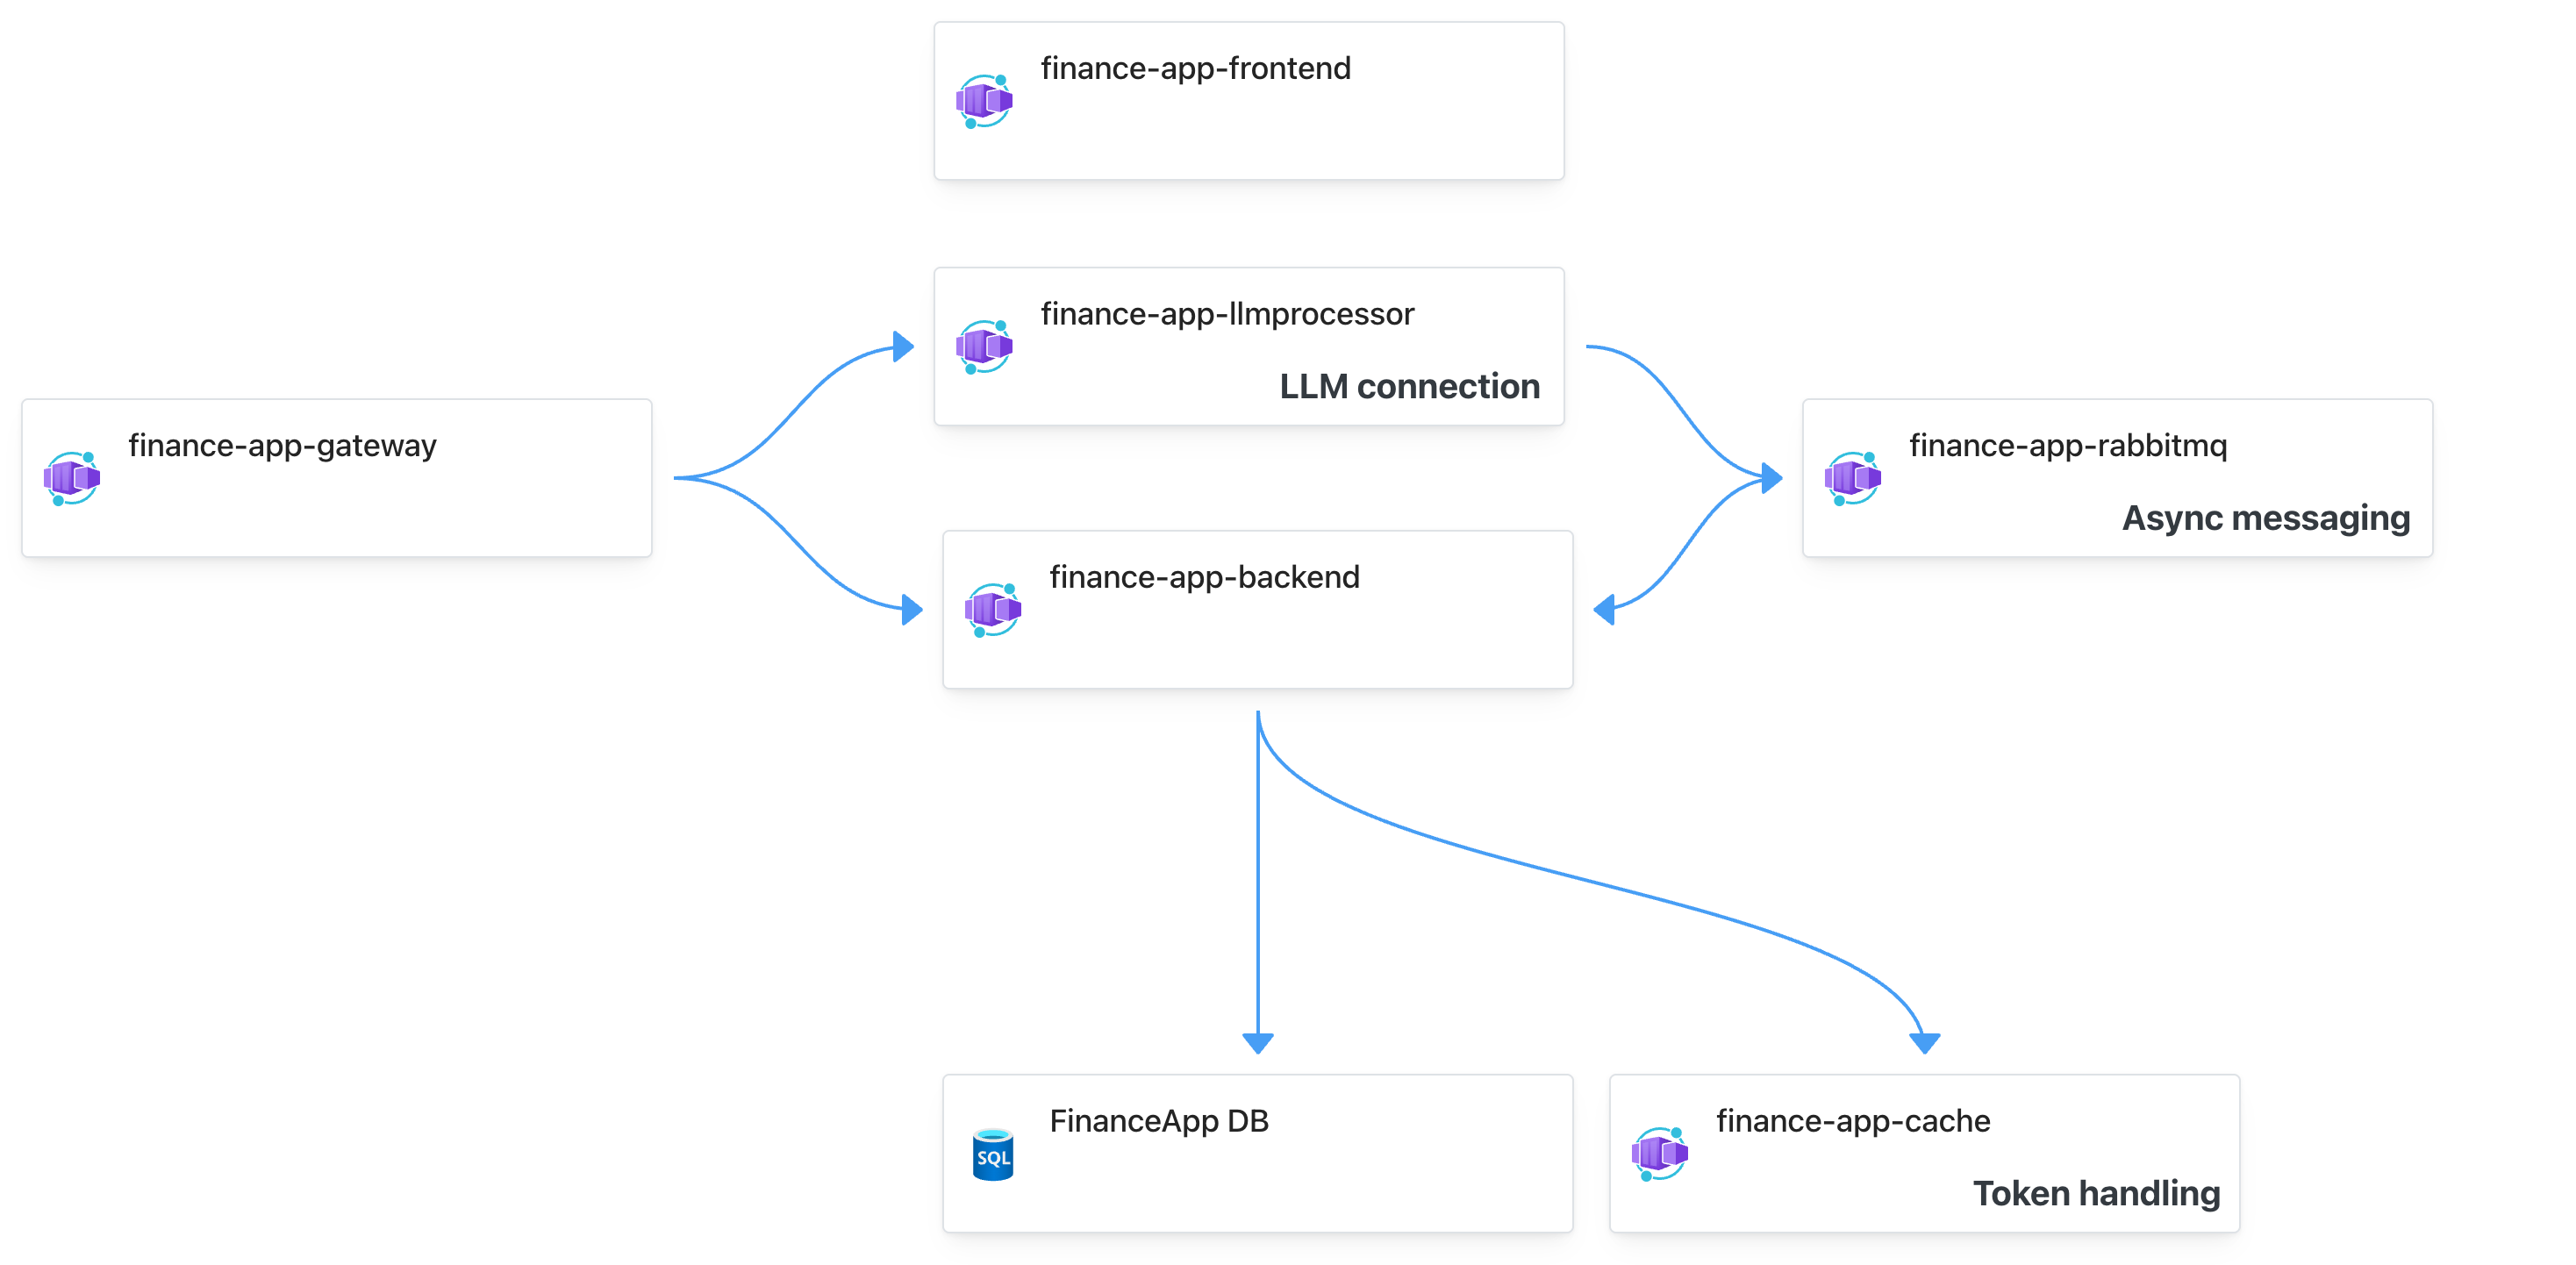 finance-app-frontend
finance-app-llmprocessor
LLM connection
finance-app-gateway
finance-app-rabbitmq
Async messaging
finance-app-backend
FinanceApp DB
SQL
finance-app-cache
Token handling